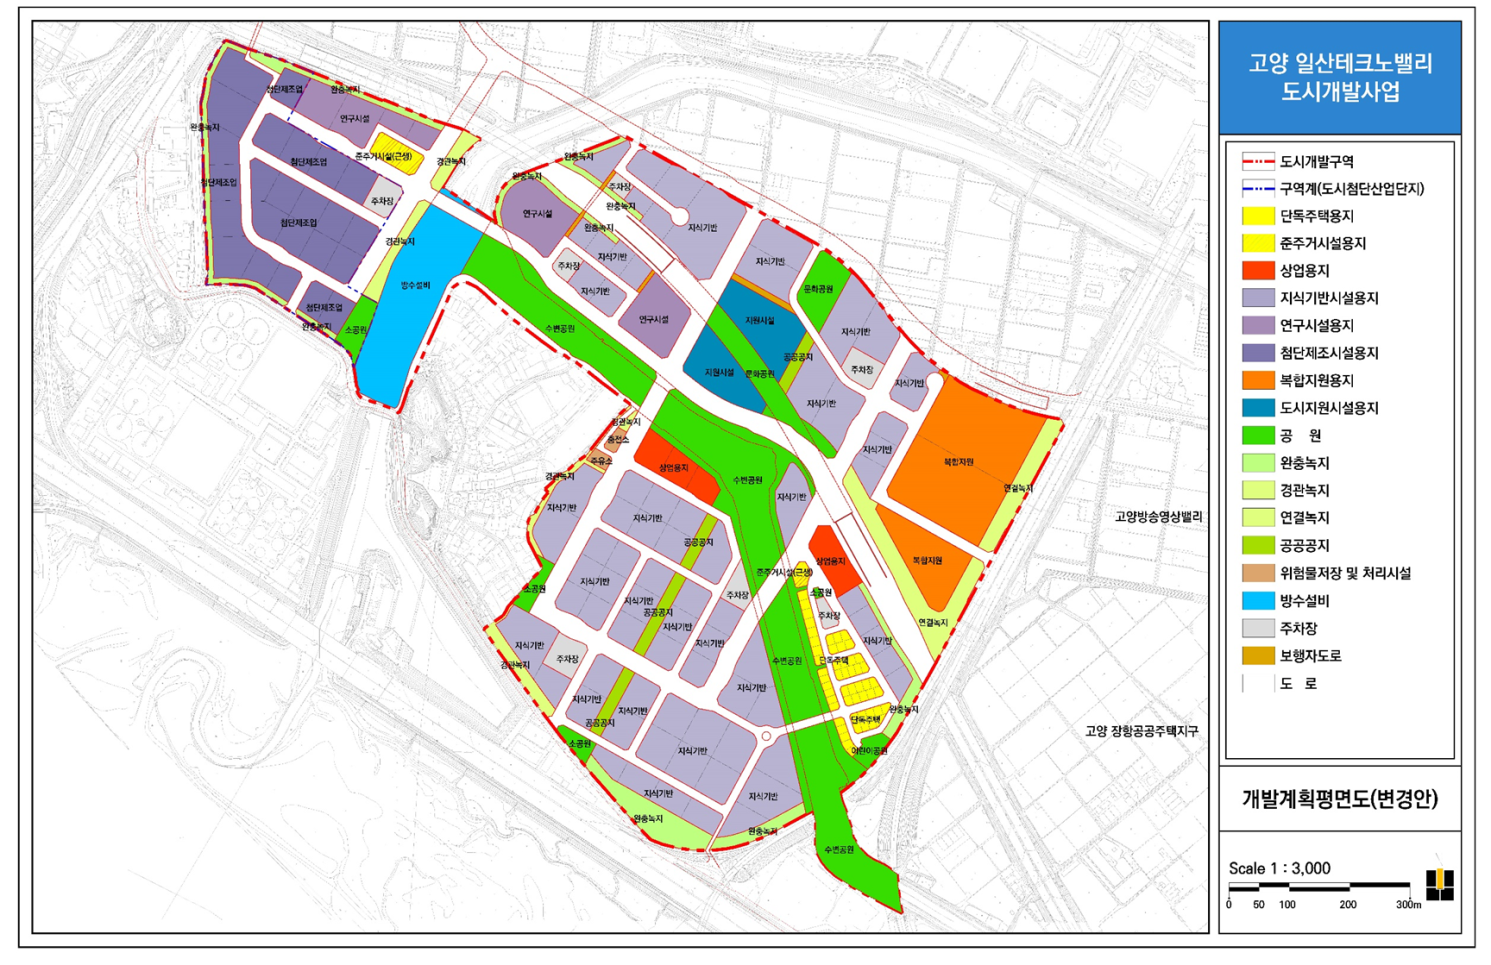 고양 일산테크노밸리
도시개발사업
도시개발구역
구역계(도시첨단산업단지)
단독주택용지
준주거시설용지
상업용지
지식기반시설용지
연구시설용지
첨단제조시설용지
복합지원용지
도시지원시설용지
공 원
완충녹지
경관녹지
연결녹지
공공공지
위험물저장 및 처리시설
방수설비
주차장
보행자도로
도 로
개발계획평면도(변경안)
Scale 1 : 3,000
0 50 100 200 300m
첨단제조업
완충녹지
연구시설
완충녹지
첨단제조업
준주거시설(근생)
경관녹지
첨단제조업
주차장
첨단제조업
경관녹지
방수설비
첨단제조업
완충녹지
소공원
완충녹지
완충녹지
주차장
완충녹지
연구시설
완충녹지
지식기반
지식기반
주차장
지식기반
지식기반
연구시설
문화공원
지원시설
지식기반
공공공지
주차장
지원시설
문화공원
지식기반
지식기반
수변공원
경관녹지
충전소
주유소
경관녹지
상업용지
수변공원
지식기반
지식기반
복합지원
연결녹지
고양방송영상밸리
지식기반
지식기반
공공공지
상업용지
복합지원
준주거시설(근생)
소공원
지식기반
지식기반
주차장
소공원
공공공지
주차장
연결녹지
지식기반
지식기반
지식기반
지식기반
주차장
경관녹지
수변공원
단독주택
지식기반
지식기반
지식기반
공공공지
완충녹지
단독주택
고양 장항공공주택지구
소공원
지식기반
어린이공원
지식기반
지식기반
완충녹지
완충녹지
수변공원